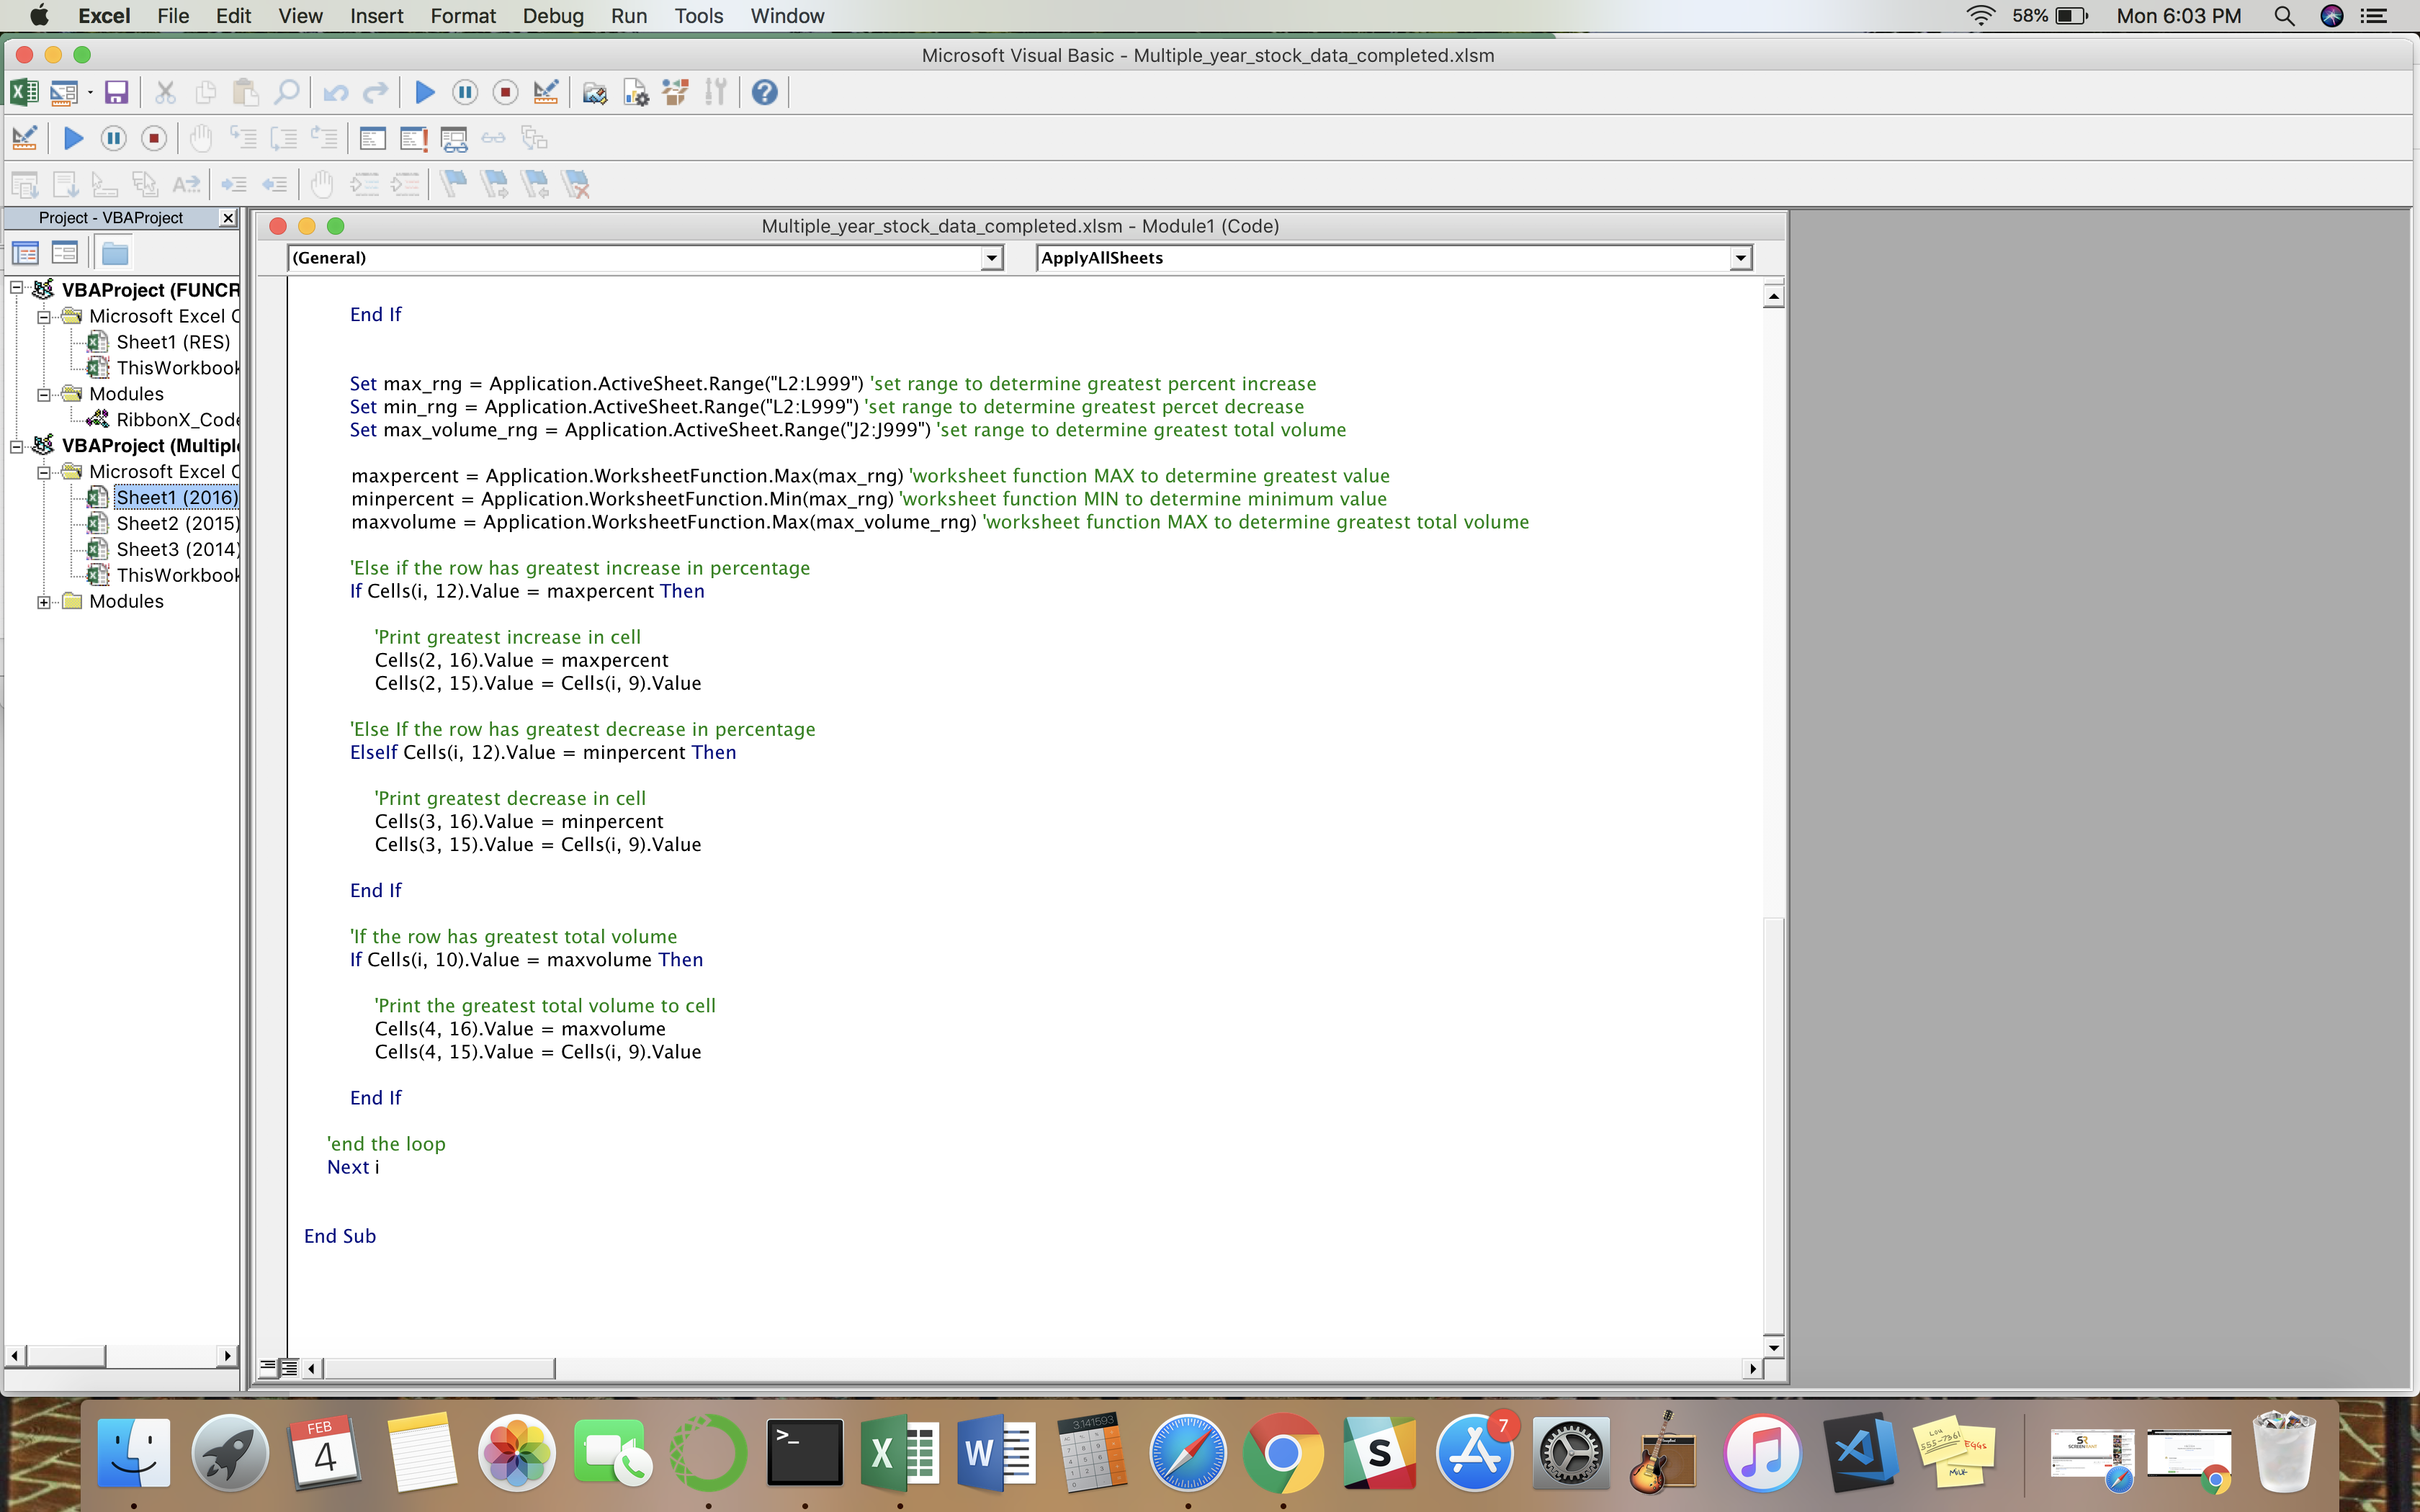 Excel File Edit View Insert Format Debug Run Tools Window 58% Mon 6:03 PM
Microsoft Visual Basic - Multiple_year_stock_data_completed.xlsm
Project - VBAProject
VBAProject (FUNCR
Microsoft Excel O
Sheet1 (RES)
ThisWorkbook
Modules
RibbonX_Code
VBAProject (Multiple
Microsoft Excel O
Sheet1 (2016)
Sheet2 (2015)
Sheet3 (2014)
ThisWorkbook
Modules
Multiple_year_stock_data_completed.xlsm - Module1 (Code)
(General) ApplyAllSheets
End If
Set max_rng = Application.ActiveSheet.Range("L2:L999") 'set range to determine greatest percent increase
Set min_rng = Application.ActiveSheet.Range("L2:L999") 'set range to determine greatest percet decrease
Set max_volume_rng = Application.ActiveSheet.Range("J2:J999") 'set range to determine greatest total volume
maxpercent = Application.WorksheetFunction.Max(max_rng) 'worksheet function MAX to determine greatest value
minpercent = Application.WorksheetFunction.Min(max_rng) 'worksheet function MIN to determine minimum value
maxvolume = Application.WorksheetFunction.Max(max_volume_rng) 'worksheet function MAX to determine greatest total volume
'Else if the row has greatest increase in percentage
If Cells(i, 12).Value = maxpercent Then
'Print greatest increase in cell
Cells(2, 16).Value = maxpercent
Cells(2, 15).Value = Cells(i, 9).Value
'Else If the row has greatest decrease in percentage
ElseIf Cells(i, 12).Value = minpercent Then
'Print greatest decrease in cell
Cells(3, 16).Value = minpercent
Cells(3, 15).Value = Cells(i, 9).Value
End If
'If the row has greatest total volume
If Cells(i, 10).Value = maxvolume Then
'Print the greatest total volume to cell
Cells(4, 16).Value = maxvolume
Cells(4, 15).Value = Cells(i, 9).Value
End If
'end the loop
Next i
End Sub
FEB
4
3.141593
7
Lou
555-7361
EGGS
MILK
SR
SCREENRANT